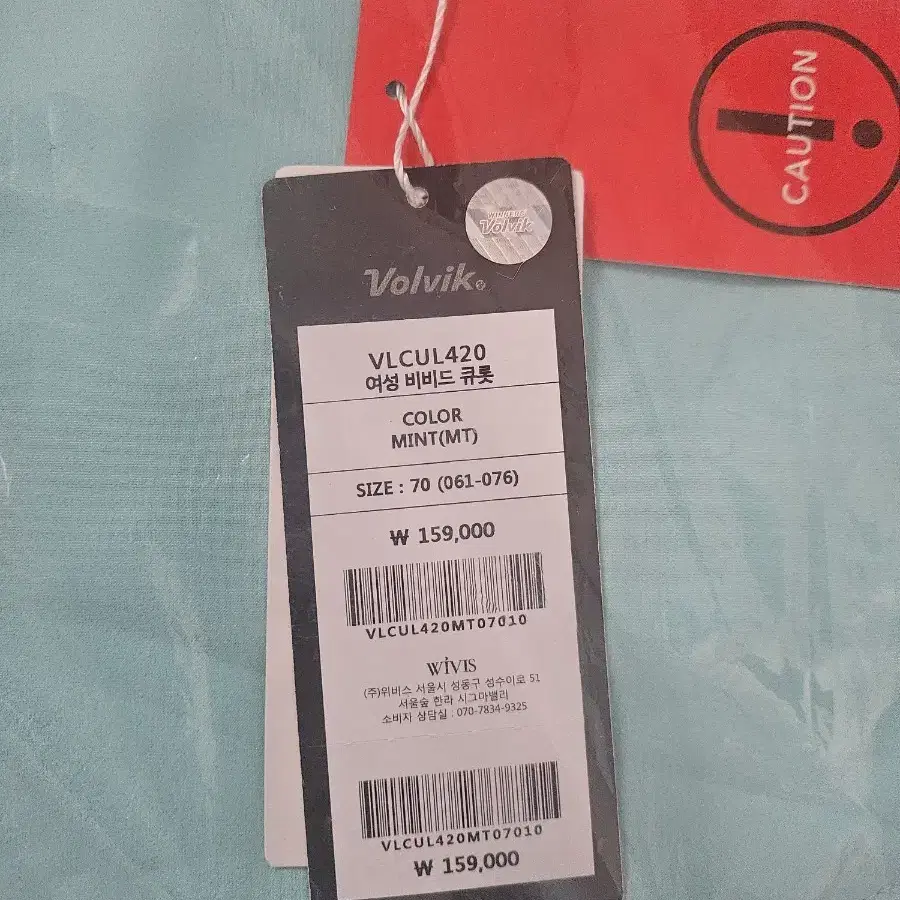 CAUTION
WINKERS
Volvik
Volvik
VLCUL420
여성 비비드 큐롯
COLOR
MINT(MT)
SIZE : 70 (061-076)
₩ 159,000
VLCUL420MT07010
WIVIS
(주)위비스 서울시 성동구 성수이로 51
서울숲 한라 시그마밸리
소비자 상담실 : 070-7834-9325
VLCUL420MT07010
₩ 159,000